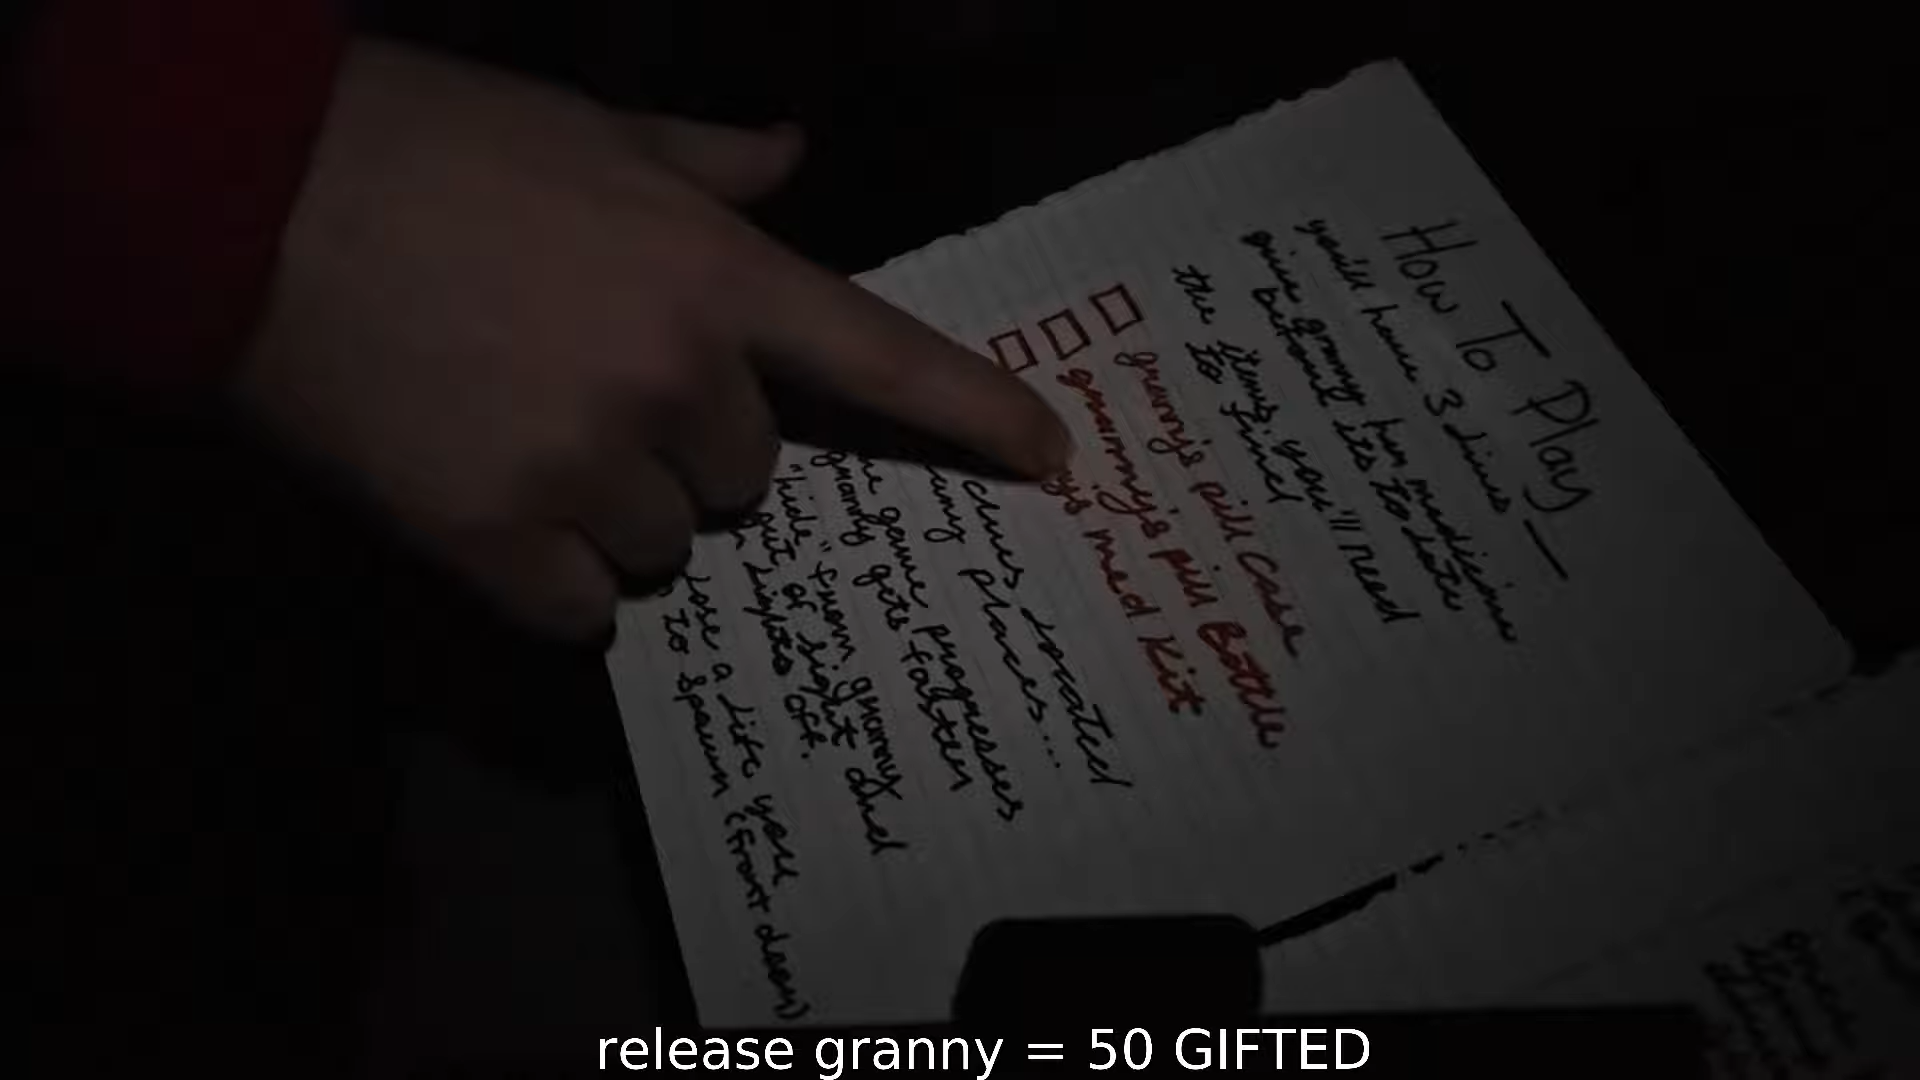 How To Play —
you'll have 3 lives
give granny her medicine
before it's to late
the items you'll need
to find
granny's pill case
granny's pill Bottle
med kit
clues located
places...
game progresses
granny gets faster
"hide" from granny and
out of sight
lights off.
lose a life you
to spawn (front door)
release granny = 50 GIFTED